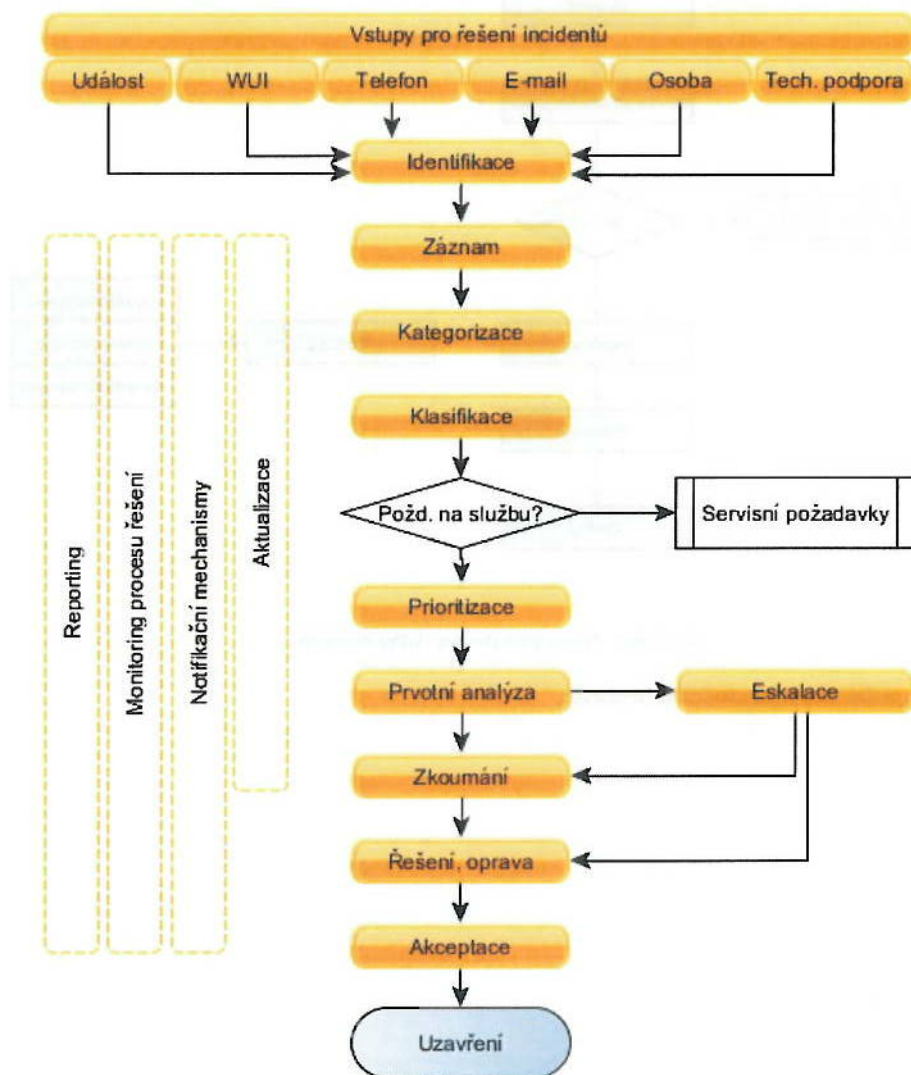 Vstupy pro řešení incidentů
Událost
WUI
Telefon
E-mail
Osoba
Tech. podpora
Identifikace
Záznam
Kategorizace
Klasifikace
Požd. na službu?
Servisní požadavky
Prioritizace
Prvotní analýza
Eskalace
Zkoumání
Řešení, oprava
Akceptace
Uzavření
Reporting
Monitoring procesu řešení
Notifikační mechanismy
Aktualizace